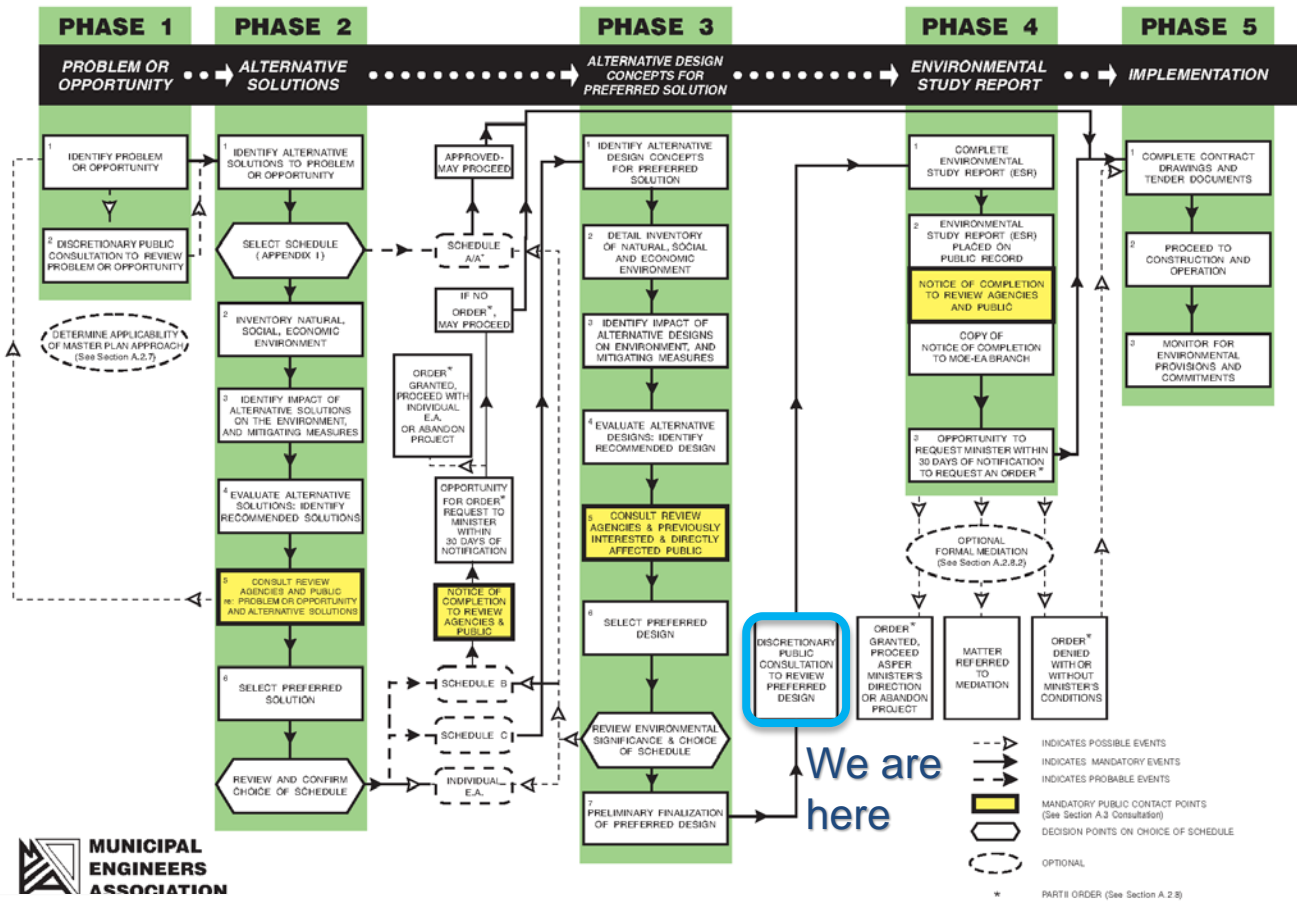 PHASE 1
PHASE 2
PHASE 3
PHASE 4
PHASE 5
PROBLEM OR
OPPORTUNITY
ALTERNATIVE
SOLUTIONS
ALTERNATIVE DESIGN
CONCEPTS FOR
PREFERRED SOLUTION
ENVIRONMENTAL
STUDY REPORT
IMPLEMENTATION
1
IDENTIFY PROBLEM
OR OPPORTUNITY
2 DISCRETIONARY PUBLIC
CONSULTATION TO REVIEW
PROBLEM OR OPPORTUNITY
DETERMINE APPLICABILITY
OF MASTER PLAN APPROACH
(See Section A.2.7)
1 IDENTIFY ALTERNATIVE
SOLUTIONS TO PROBLEM
OR OPPORTUNITY
SELECT SCHEDULE
( APPENDIX I )
2
INVENTORY NATURAL,
SOCIAL, ECONOMIC
ENVIRONMENT
3 IDENTIFY IMPACT OF
ALTERNATIVE SOLUTIONS
ON THE ENVIRONMENT,
AND MITIGATING MEASURES
4 EVALUATE ALTERNATIVE
SOLUTIONS: IDENTIFY
RECOMMENDED SOLUTIONS
5 CONSULT REVIEW
AGENCIES AND PUBLIC
re: PROBLEM OR OPPORTUNITY
AND ALTERNATIVE SOLUTIONS
6
SELECT PREFERRED
SOLUTION
REVIEW AND CONFIRM
CHOICE OF SCHEDULE
APPROVED-
MAY PROCEED
SCHEDULE
A/A+
IF NO
ORDER*,
MAY PROCEED
ORDER*
GRANTED,
PROCEED WITH
INDIVIDUAL
E.A.
OR ABANDON
PROJECT
OPPORTUNITY
FOR ORDER*
REQUEST TO
MINISTER
WITHIN
30 DAYS OF
NOTIFICATION
NOTICE OF
COMPLETION
TO REVIEW
AGENCIES &
PUBLIC
SCHEDULE B
SCHEDULE C
INDIVIDUAL
E.A.
1 IDENTIFY ALTERNATIVE
DESIGN CONCEPTS
FOR PREFERRED
SOLUTION
2 DETAIL INVENTORY
OF NATURAL, SOCIAL
AND ECONOMIC
ENVIRONMENT
3 IDENTIFY IMPACT OF
ALTERNATIVE DESIGNS
ON ENVIRONMENT, AND
MITIGATING MEASURES
4 EVALUATE ALTERNATIVE
DESIGNS: IDENTIFY
RECOMMENDED DESIGN
5 CONSULT REVIEW
AGENCIES & PREVIOUSLY
INTERESTED & DIRECTLY
AFFECTED PUBLIC
6
SELECT PREFERRED
DESIGN
REVIEW ENVIRONMENTAL
SIGNIFICANCE & CHOICE
OF SCHEDULE
7
PRELIMINARY FINALIZATION
OF PREFERRED DESIGN
DISCRETIONARY
PUBLIC
CONSULTATION
TO REVIEW
PREFERRED
DESIGN
We are
here
1
COMPLETE
ENVIRONMENTAL
STUDY REPORT (ESR)
2 ENVIRONMENTAL
STUDY REPORT (ESR)
PLACED ON
PUBLIC RECORD
NOTICE OF COMPLETION
TO REVIEW AGENCIES
AND PUBLIC
COPY OF
NOTICE OF COMPLETION
TO MOE-EA BRANCH
3 OPPORTUNITY TO
REQUEST MINISTER WITHIN
30 DAYS OF NOTIFICATION
TO REQUEST AN ORDER*
OPTIONAL
FORMAL MEDIATION
(See Section A.2.8.2)
ORDER*
GRANTED,
PROCEED
ASPER
MINISTER'S
DIRECTION
OR ABANDON
PROJECT
MATTER
REFERRED
TO
MEDIATION
ORDER*
DENIED
WITH OR
WITHOUT
MINISTER'S
CONDITIONS
1
COMPLETE CONTRACT
DRAWINGS AND
TENDER DOCUMENTS
2
PROCEED TO
CONSTRUCTION AND
OPERATION
3
MONITOR FOR
ENVIRONMENTAL
PROVISIONS AND
COMMITMENTS
INDICATES POSSIBLE EVENTS
INDICATES MANDATORY EVENTS
INDICATES PROBABLE EVENTS
MANDATORY PUBLIC CONTACT POINTS
(See Section A.3 Consultation)
DECISION POINTS ON CHOICE OF SCHEDULE
OPTIONAL
* PART II ORDER (See Section A.2.8)
MUNICIPAL
ENGINEERS
ASSOCIATION